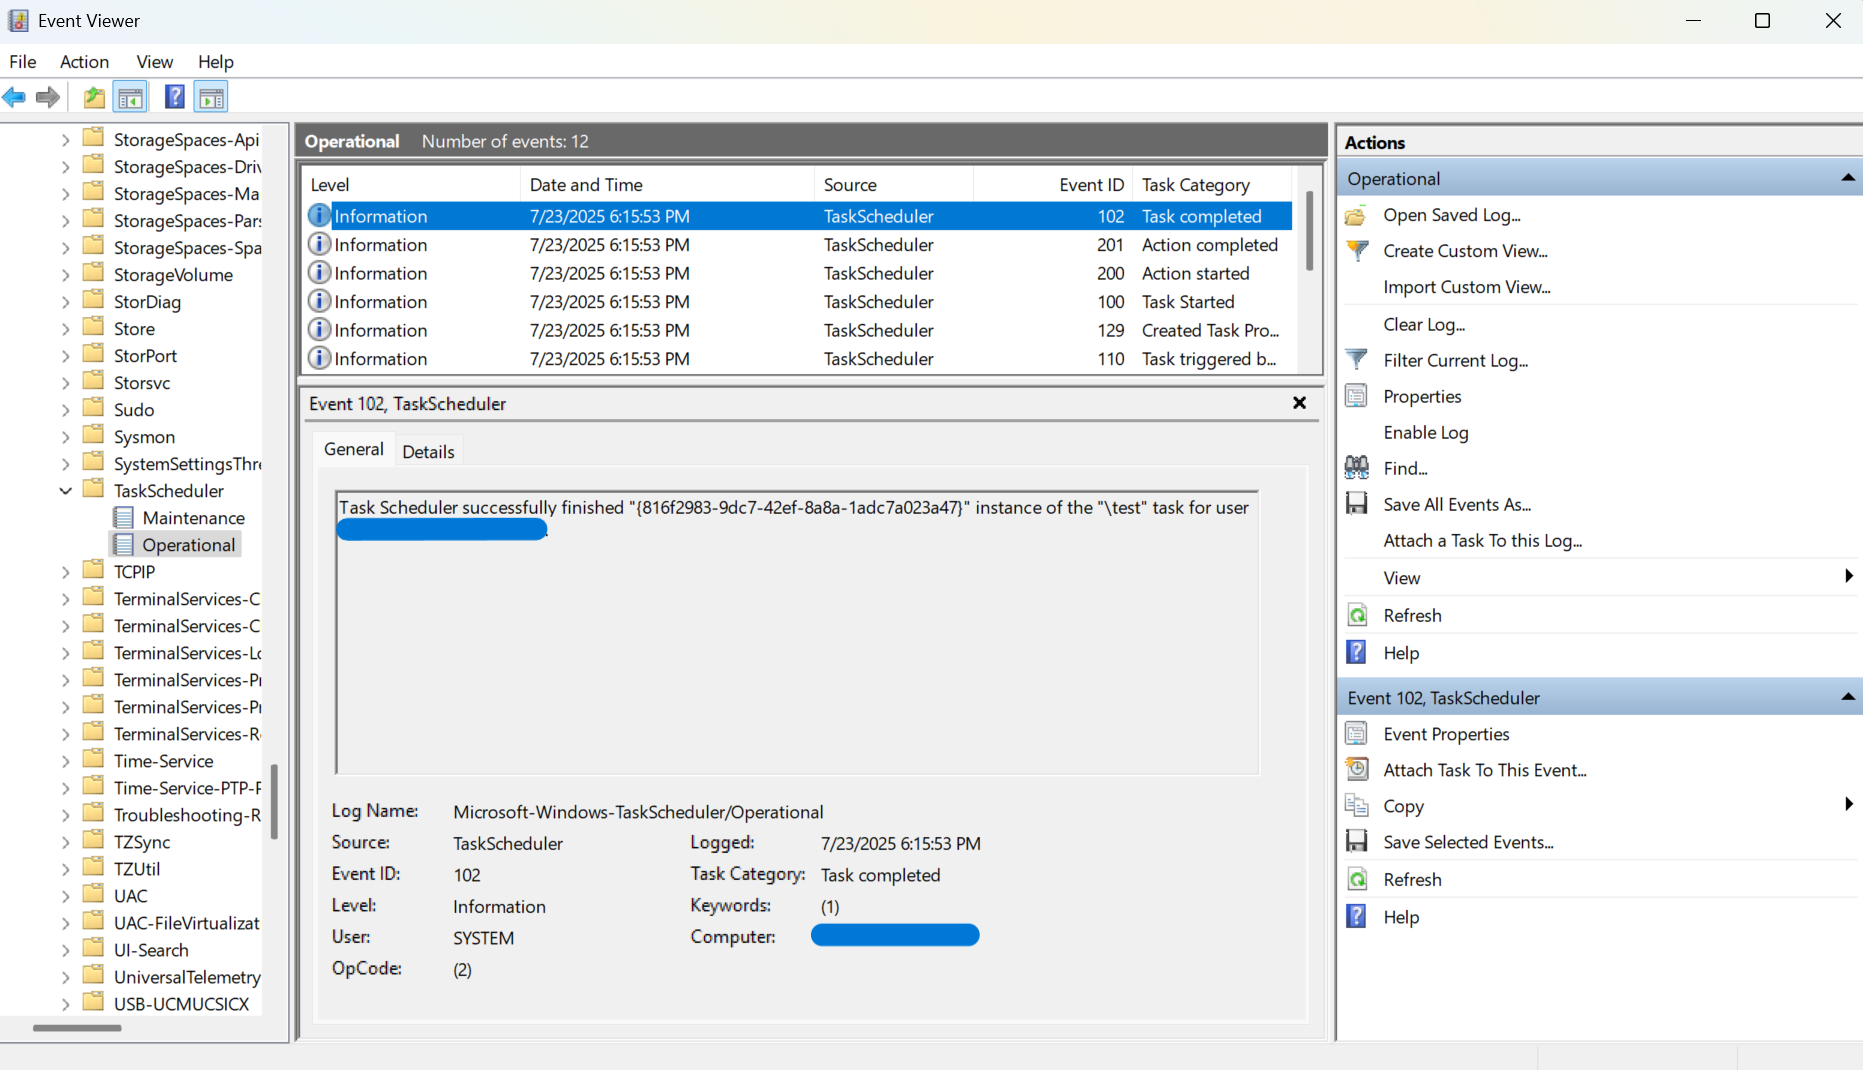 Event Viewer
File Action View Help
StorageSpaces-Api
StorageSpaces-Driv
StorageSpaces-Ma
StorageSpaces-Pars
StorageSpaces-Spa
StorageVolume
StorDiag
Store
StorPort
Storsvc
Sudo
Sysmon
SystemSettingsThre
TaskScheduler
Maintenance
Operational
TCPIP
TerminalServices-C
TerminalServices-C
TerminalServices-Lo
TerminalServices-Pr
TerminalServices-Pr
TerminalServices-Re
Time-Service
Time-Service-PTP-P
Troubleshooting-R
TZSync
TZUtil
UAC
UAC-FileVirtualizat
UI-Search
UniversalTelemetry
USB-UCMUCSICX
Operational Number of events: 12
Level Date and Time Source Event ID Task Category
Information 7/23/2025 6:15:53 PM TaskScheduler 102 Task completed
Information 7/23/2025 6:15:53 PM TaskScheduler 201 Action completed
Information 7/23/2025 6:15:53 PM TaskScheduler 200 Action started
Information 7/23/2025 6:15:53 PM TaskScheduler 100 Task Started
Information 7/23/2025 6:15:53 PM TaskScheduler 129 Created Task Pro...
Information 7/23/2025 6:15:53 PM TaskScheduler 110 Task triggered b...
Event 102, TaskScheduler
General Details
Task Scheduler successfully finished "{816f2983-9dc7-42ef-8a8a-1adc7a023a47}" instance of the "\test" task for user
.
Log Name: Microsoft-Windows-TaskScheduler/Operational
Source: TaskScheduler Logged: 7/23/2025 6:15:53 PM
Event ID: 102 Task Category: Task completed
Level: Information Keywords: (1)
User: SYSTEM Computer:
OpCode: (2)
Actions
Operational
Open Saved Log...
Create Custom View...
Import Custom View...
Clear Log...
Filter Current Log...
Properties
Enable Log
Find...
Save All Events As...
Attach a Task To this Log...
View
Refresh
Help
Event 102, TaskScheduler
Event Properties
Attach Task To This Event...
Copy
Save Selected Events...
Refresh
Help